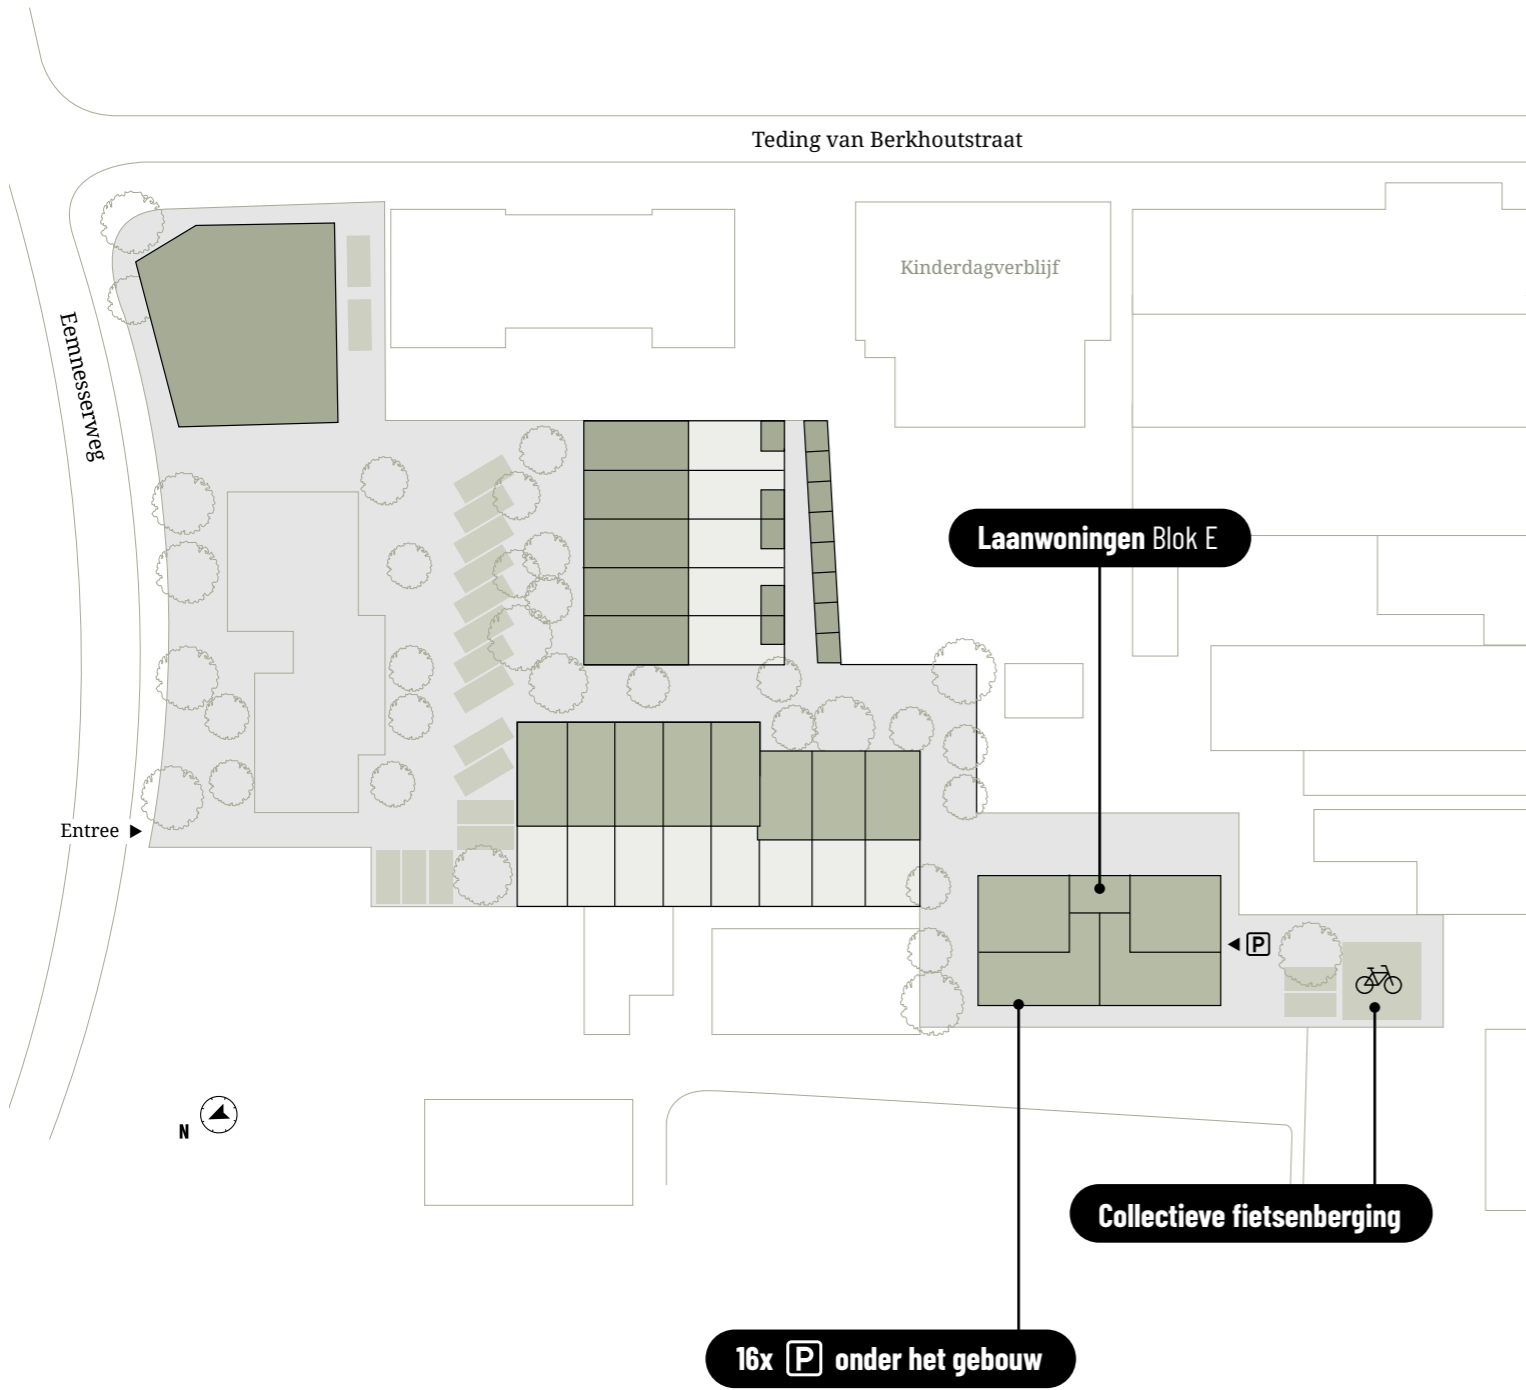 Teding van Berkhoutstraat
Kinderdagverblijf
Eemnesserweg
Laanwoningen Blok E
Entree
P
N
Collectieve fietsenberging
16x P onder het gebouw